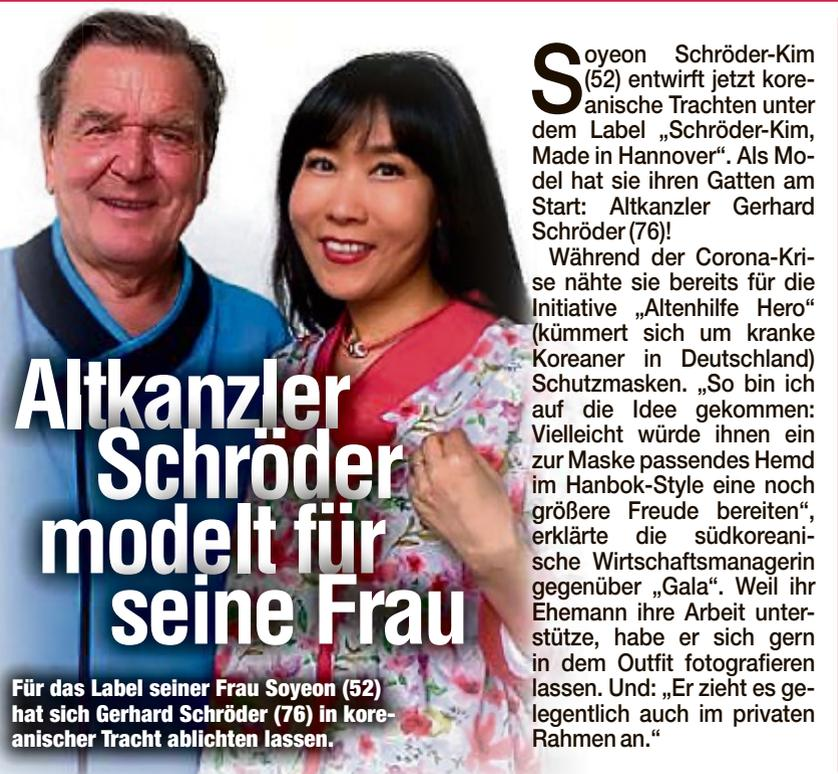 Altkanzler
Schröder
modelt für
seine Frau
Für das Label seiner Frau Soyeon (52)
hat sich Gerhard Schröder (76) in kore-
anischer Tracht ablichten lassen.
Soyeon Schröder-Kim
(52) entwirft jetzt kore-
anische Trachten unter
dem Label „Schröder-Kim,
Made in Hannover“. Als Mo-
del hat sie ihren Gatten am
Start: Altkanzler Gerhard
Schröder (76)!
Während der Corona-Kri-
se nähte sie bereits für die
Initiative „Altenhilfe Hero“
(kümmert sich um kranke
Koreaner in Deutschland)
Schutzmasken. „So bin ich
auf die Idee gekommen:
Vielleicht würde ihnen ein
zur Maske passendes Hemd
im Hanbok-Style eine noch
größere Freude bereiten“,
erklärte die südkoreani-
sche Wirtschaftsmanagerin
gegenüber „Gala“. Weil ihr
Ehemann ihre Arbeit unter-
stütze, habe er sich gern
in dem Outfit fotografieren
lassen. Und: „Er zieht es ge-
legentlich auch im privaten
Rahmen an.“